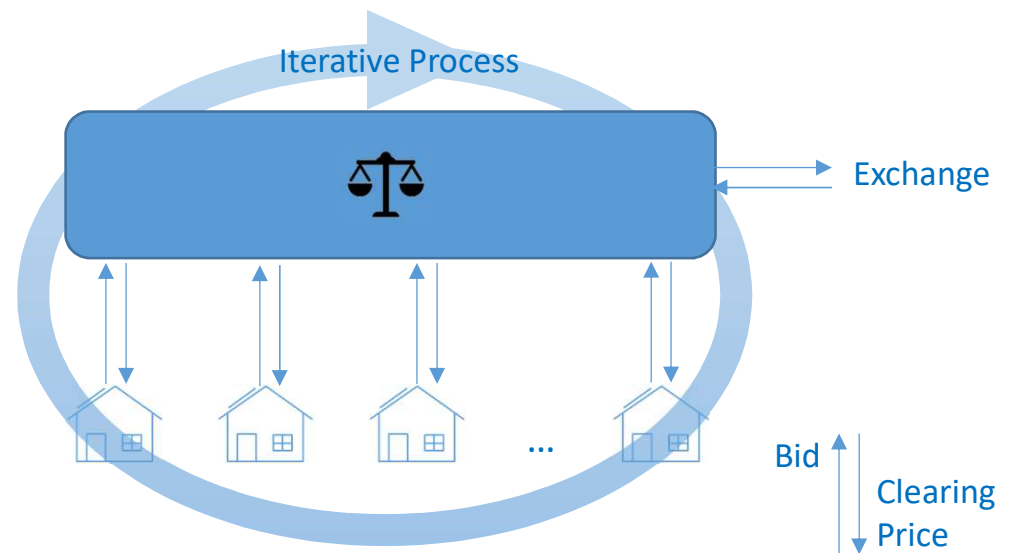 Iterative Process
Exchange
...
Bid
Clearing
Price